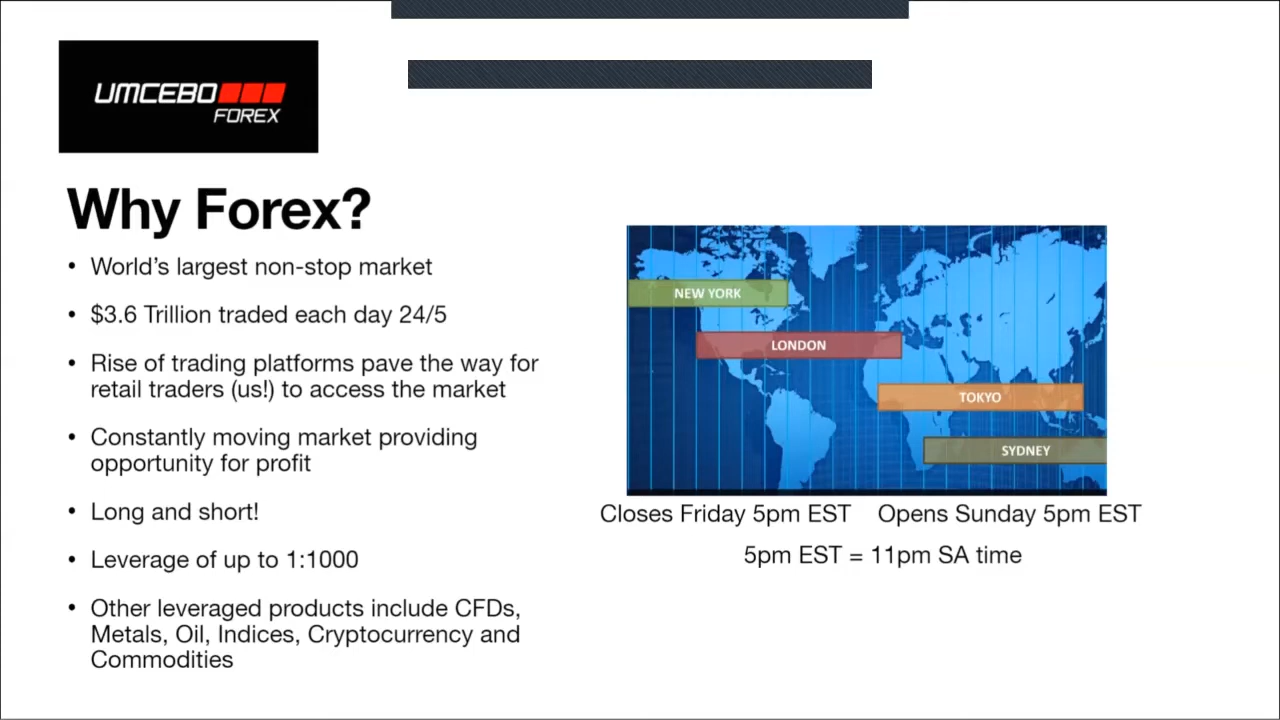 UMCEBO
FOREX
Why Forex?
• World’s largest non-stop market
• $3.6 Trillion traded each day 24/5
• Rise of trading platforms pave the way for
retail traders (us!) to access the market
• Constantly moving market providing
opportunity for profit
• Long and short!
• Leverage of up to 1:1000
• Other leveraged products include CFDs,
Metals, Oil, Indices, Cryptocurrency and
Commodities
NEW YORK
LONDON
TOKYO
SYDNEY
Closes Friday 5pm EST Opens Sunday 5pm EST
5pm EST = 11pm SA time